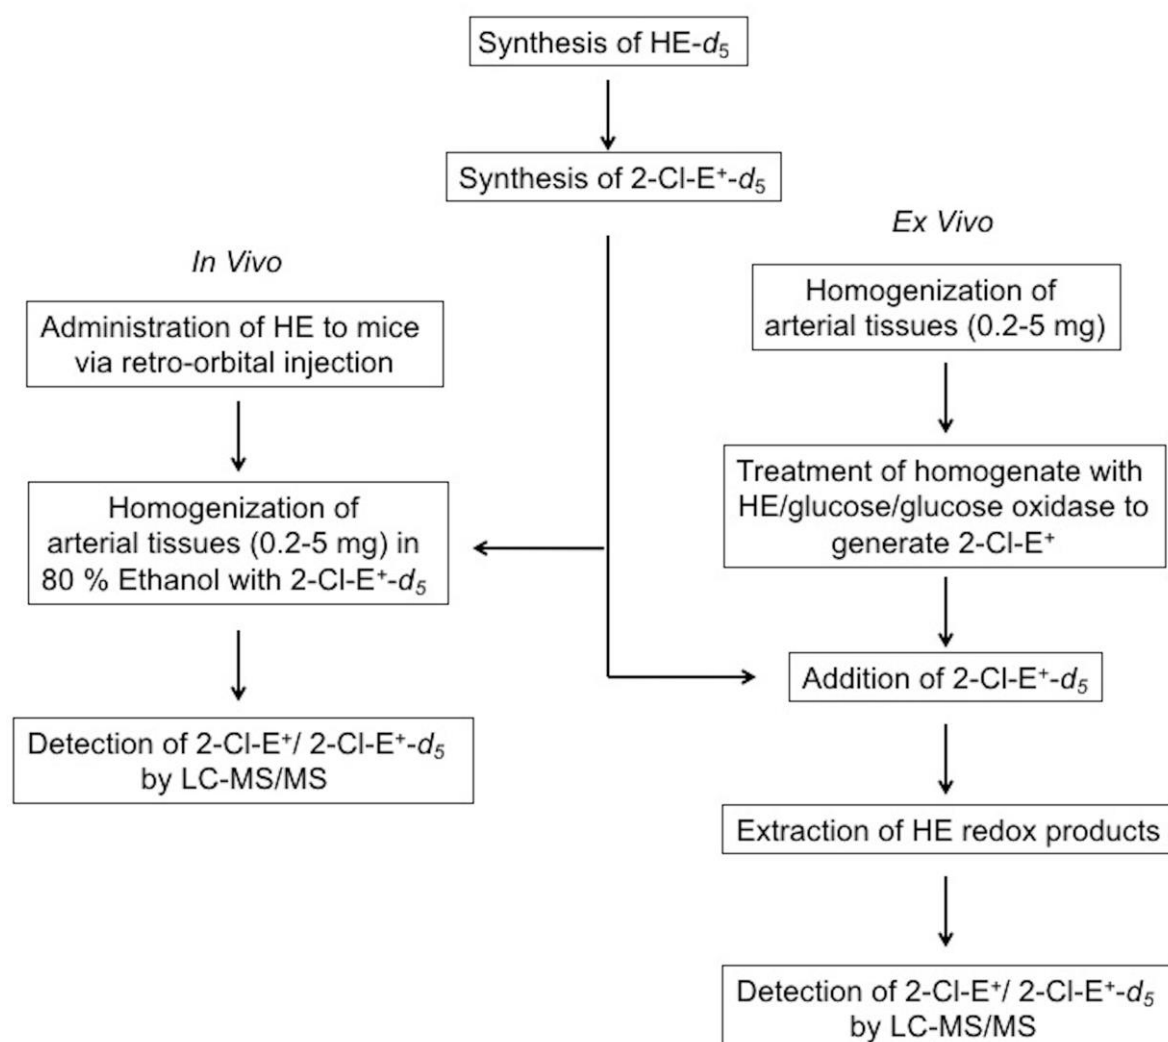 Synthesis of HE-d₅
Synthesis of 2-Cl-E⁺-d₅
In Vivo
Administration of HE to mice
via retro-orbital injection
Homogenization of
arterial tissues (0.2-5 mg) in
80 % Ethanol with 2-Cl-E⁺-d₅
Detection of 2-Cl-E⁺/ 2-Cl-E⁺-d₅
by LC-MS/MS
Ex Vivo
Homogenization of
arterial tissues (0.2-5 mg)
Treatment of homogenate with
HE/glucose/glucose oxidase to
generate 2-Cl-E⁺
Addition of 2-Cl-E⁺-d₅
Extraction of HE redox products
Detection of 2-Cl-E⁺/ 2-Cl-E⁺-d₅
by LC-MS/MS